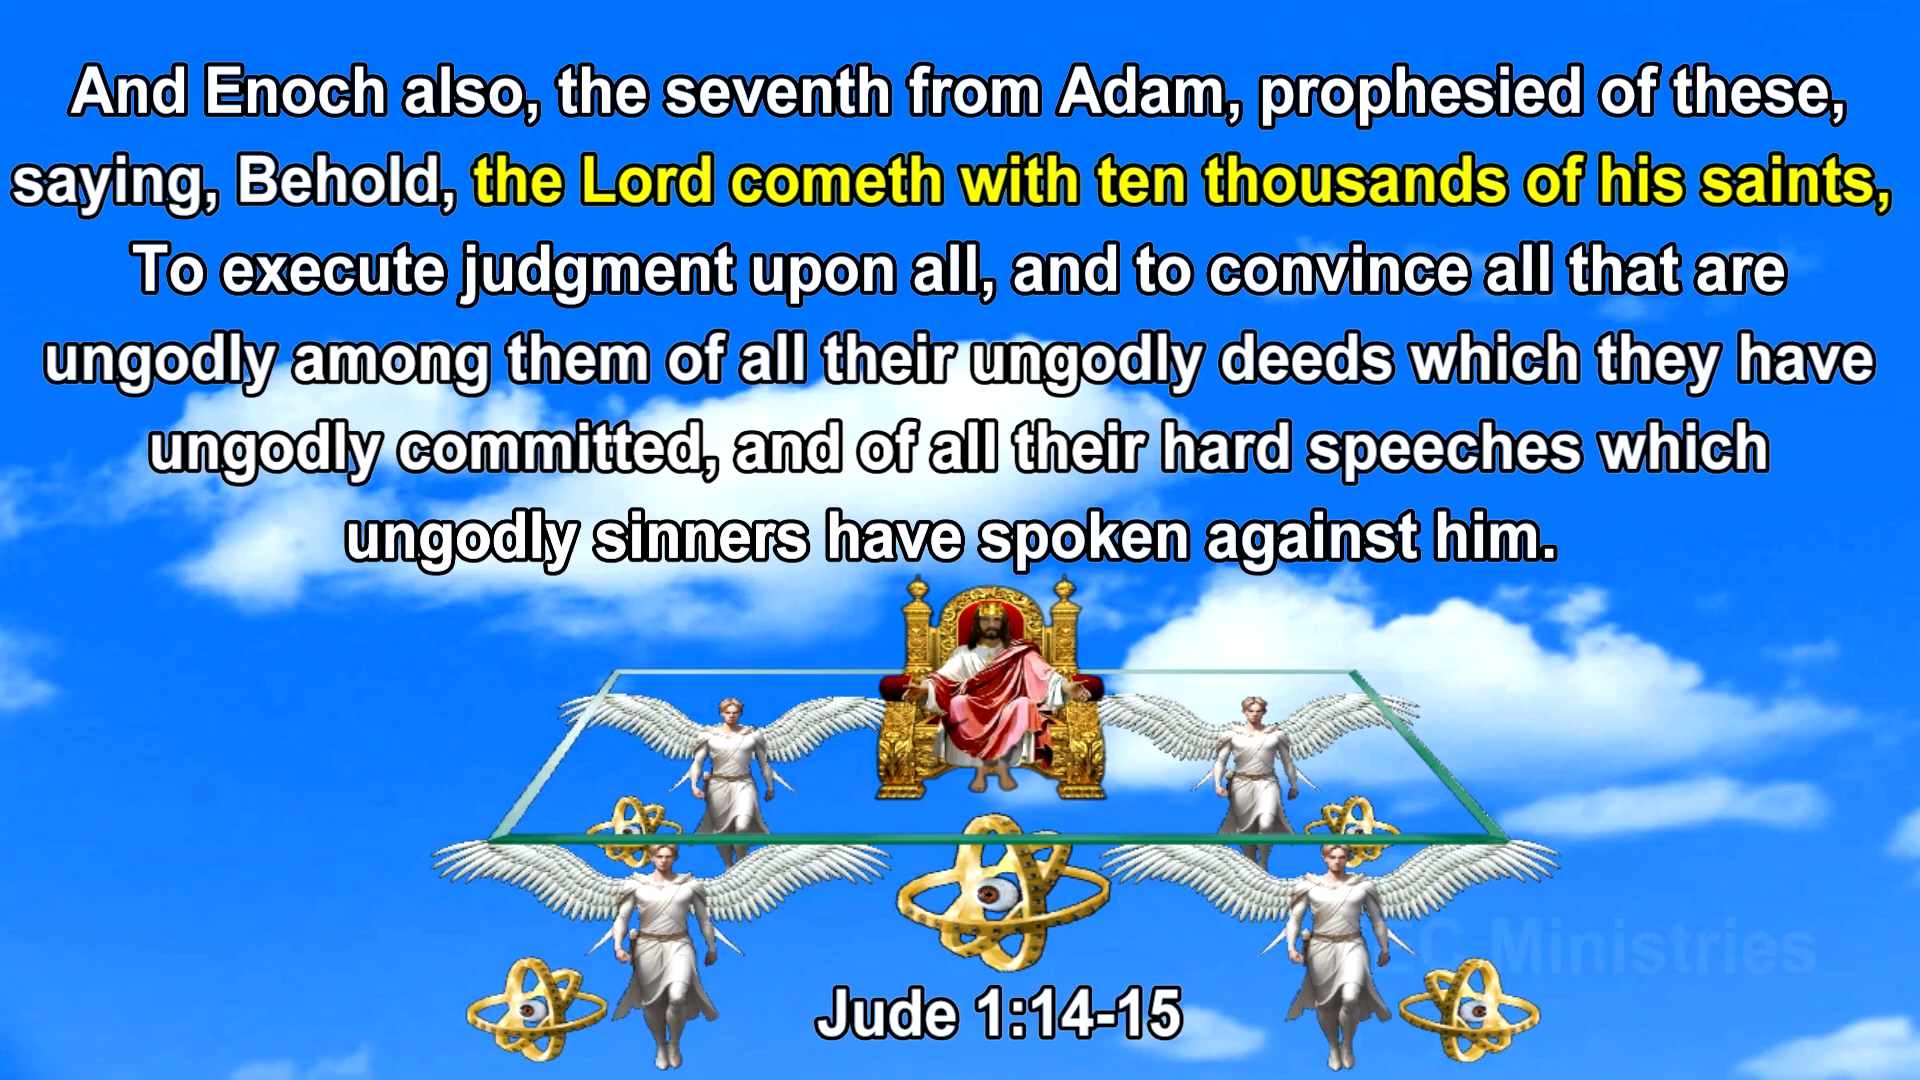 And Enoch also, the seventh from Adam, prophesied of these,
saying, Behold, the Lord cometh with ten thousands of his saints,
To execute judgment upon all, and to convince all that are
ungodly among them of all their ungodly deeds which they have
ungodly committed, and of all their hard speeches which
ungodly sinners have spoken against him.
EC Ministries
Jude 1:14-15